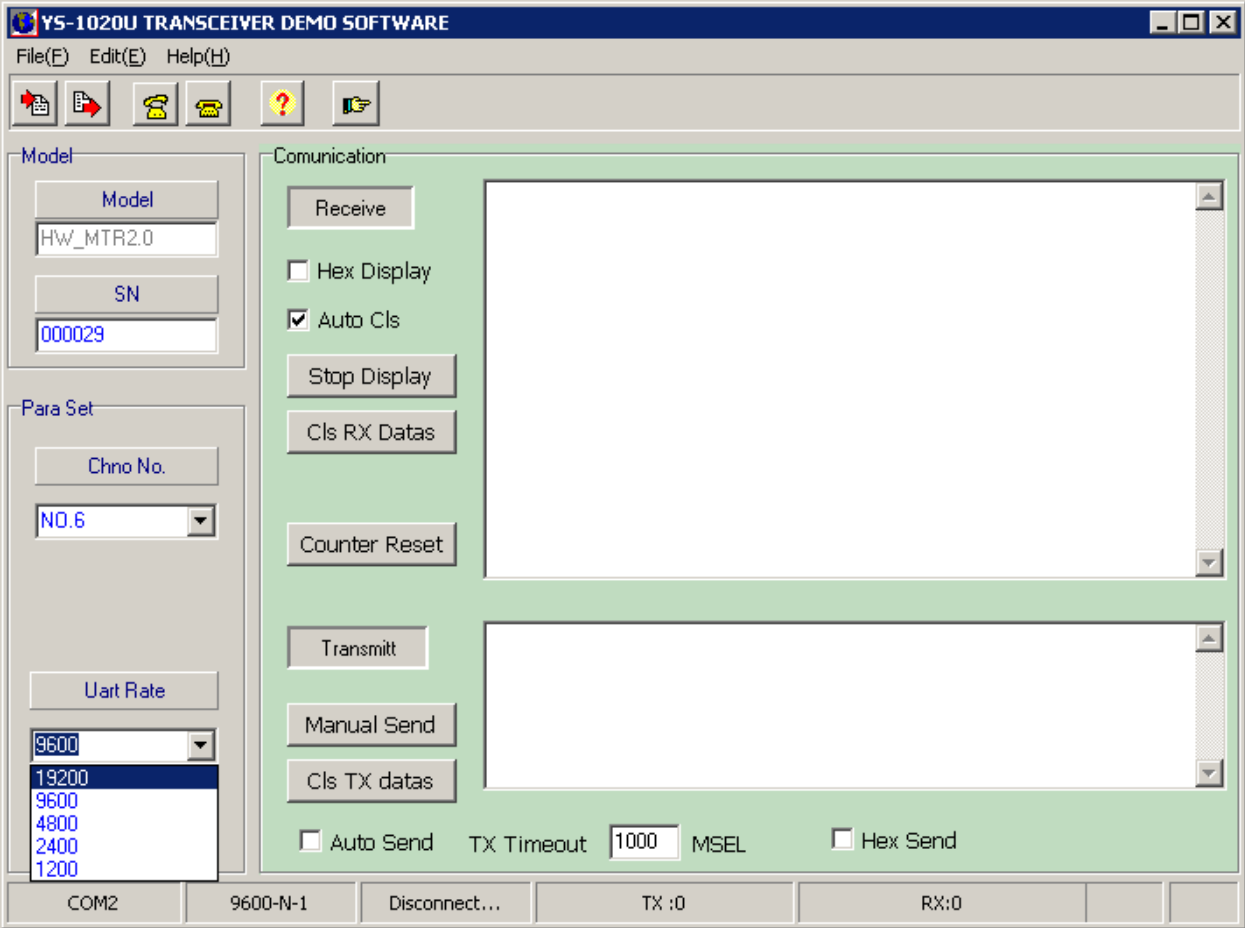 YS-1020U TRANSCEIVER DEMO SOFTWARE
File(F) Edit(E) Help(H)
?
Model
Model
HW_MTR2.0
SN
000029
Para Set
Chno No.
NO.6
Uart Rate
9600
19200
9600
4800
2400
1200
Comunication
Receive
Hex Display
Auto Cls
Stop Display
Cls RX Datas
Counter Reset
Transmitt
Manual Send
Cls TX datas
Auto Send TX Timeout 1000 MSEL Hex Send
COM2 9600-N-1 Disconnect... TX :0 RX:0